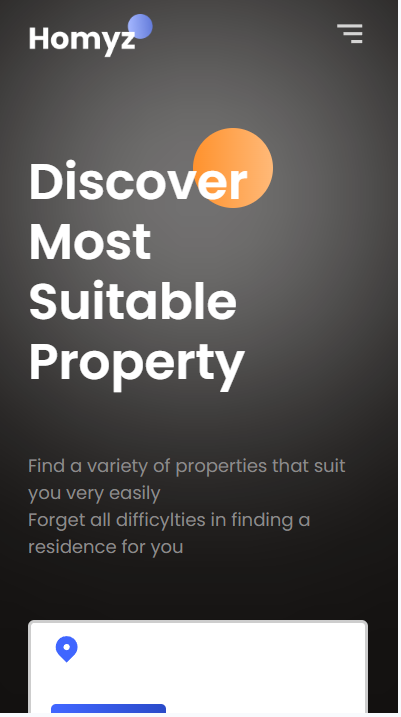 Homyz
Discover
Most
Suitable
Property
Find a variety of properties that suit
you very easily
Forget all difficylties in finding a
residence for you